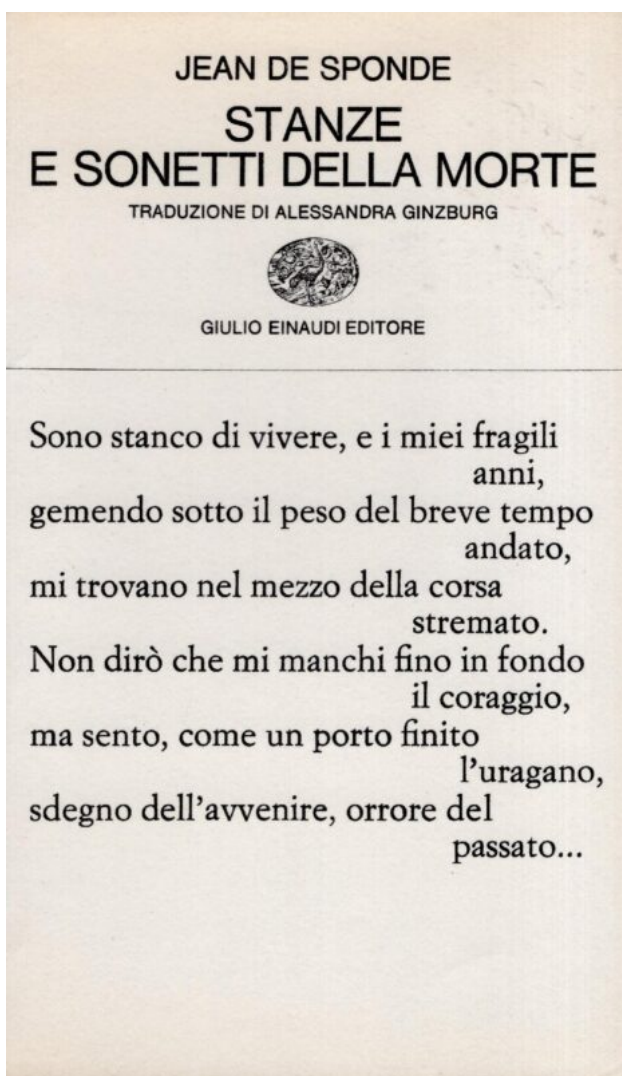 JEAN DE SPONDE
STANZE
E SONETTI DELLA MORTE
TRADUZIONE DI ALESSANDRA GINZBURG
GIULIO EINAUDI EDITORE
Sono stanco di vivere, e i miei fragili
anni,
gemendo sotto il peso del breve tempo
andato,
mi trovano nel mezzo della corsa
stremato.
Non dirò che mi manchi fino in fondo
il coraggio,
ma sento, come un porto finito
l'uragano,
sdegno dell'avvenire, orrore del
passato...